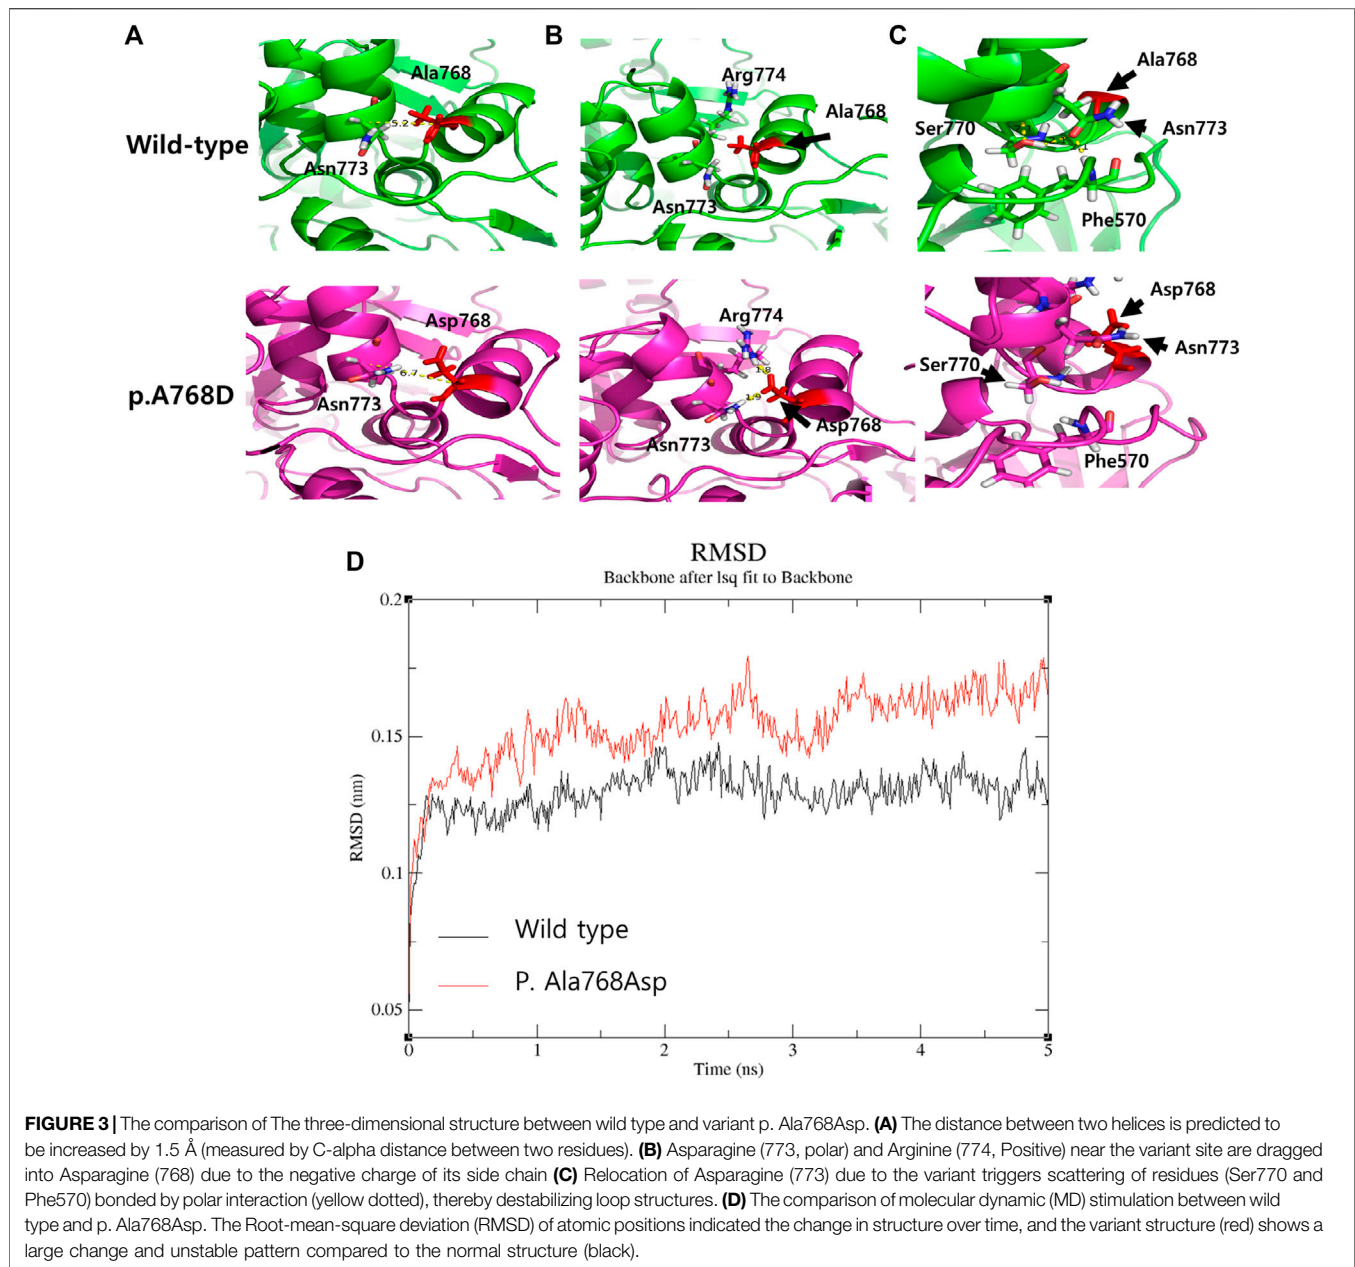 A
B
C
Wild-type
Ala768
5.2
Asn773
Arg774
Ala768
Asn773
Ala768
Ser770
Asn773
Phe570
p.A768D
Asp768
6.7
Asn773
Arg774
1.8
1.9
Asp768
Asn773
Asp768
Asn773
Ser770
Phe570
D
RMSD
Backbone after lsq fit to Backbone
0.2
0.15
0.1
0.05
RMSD (nm)
Wild type
P. Ala768Asp
0 1 2 3 4 5
Time (ns)
FIGURE 3 | The comparison of The three-dimensional structure between wild type and variant p. Ala768Asp. (A) The distance between two helices is predicted to
be increased by 1.5 Å (measured by C-alpha distance between two residues). (B) Asparagine (773, polar) and Arginine (774, Positive) near the variant site are dragged
into Asparagine (768) due to the negative charge of its side chain (C) Relocation of Asparagine (773) due to the variant triggers scattering of residues (Ser770 and
Phe570) bonded by polar interaction (yellow dotted), thereby destabilizing loop structures. (D) The comparison of molecular dynamic (MD) stimulation between wild
type and p. Ala768Asp. The Root-mean-square deviation (RMSD) of atomic positions indicated the change in structure over time, and the variant structure (red) shows a
large change and unstable pattern compared to the normal structure (black).